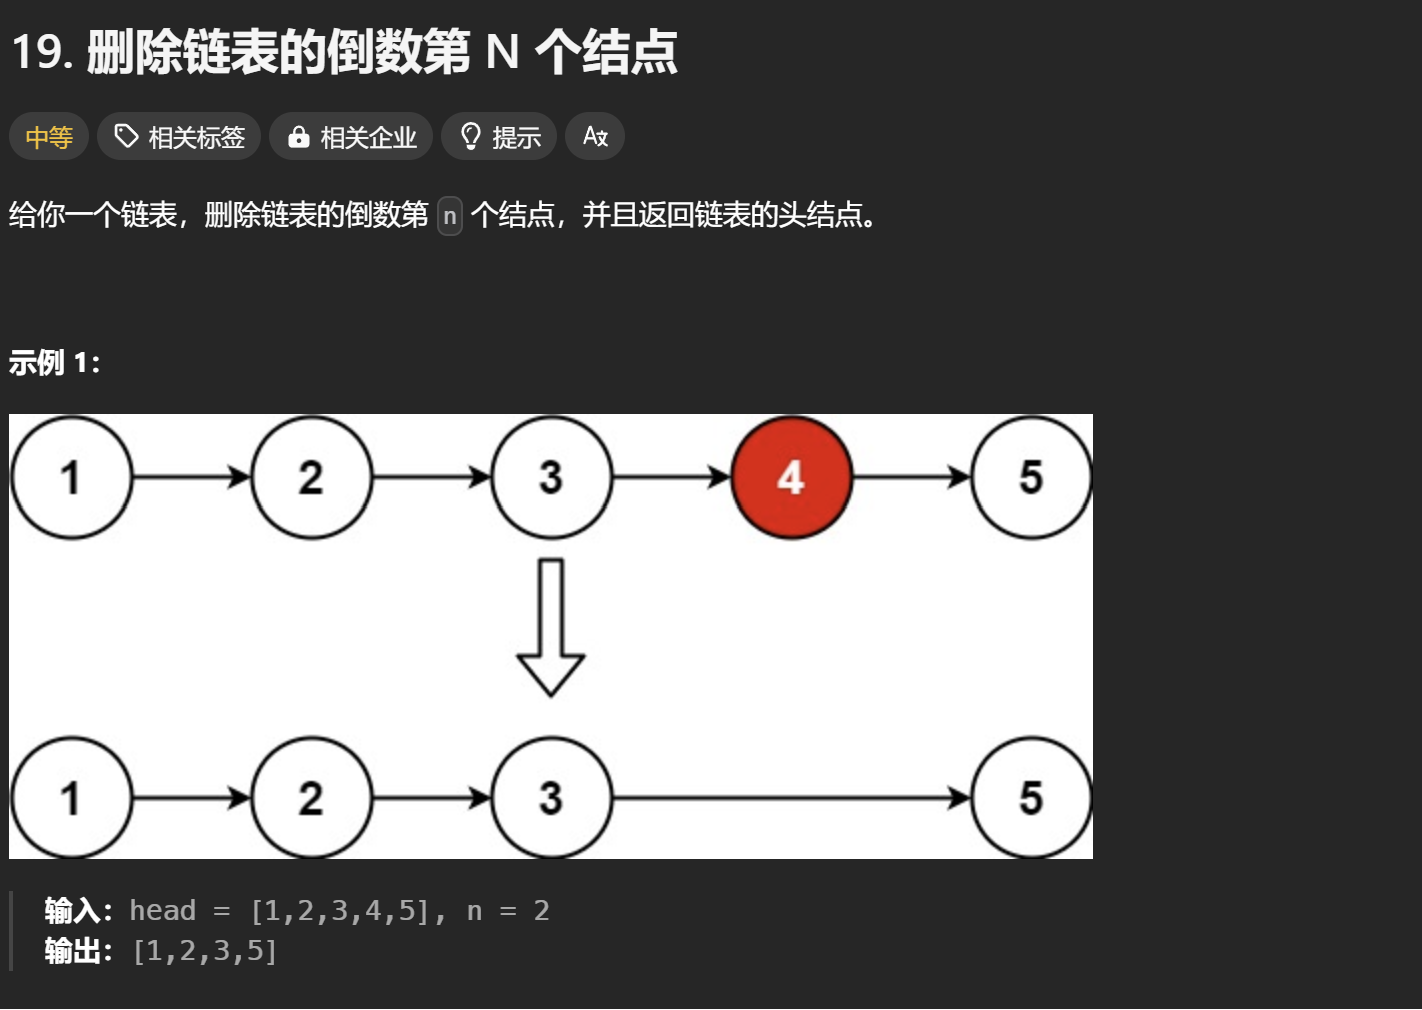 19. 删除链表的倒数第 N 个结点
中等 相关标签 相关企业 提示 A文
给你一个链表，删除链表的倒数第 n 个结点，并且返回链表的头结点。
示例 1：
1 2 3 4 5
1 2 3 5
输入：head = [1,2,3,4,5], n = 2
输出：[1,2,3,5]